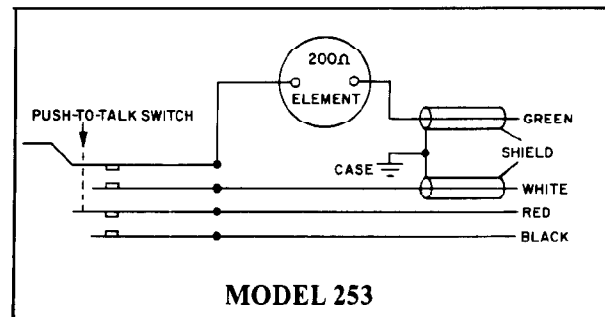 200Ω
ELEMENT
PUSH-TO-TALK SWITCH
GREEN
SHIELD
CASE
WHITE
RED
BLACK
MODEL 253